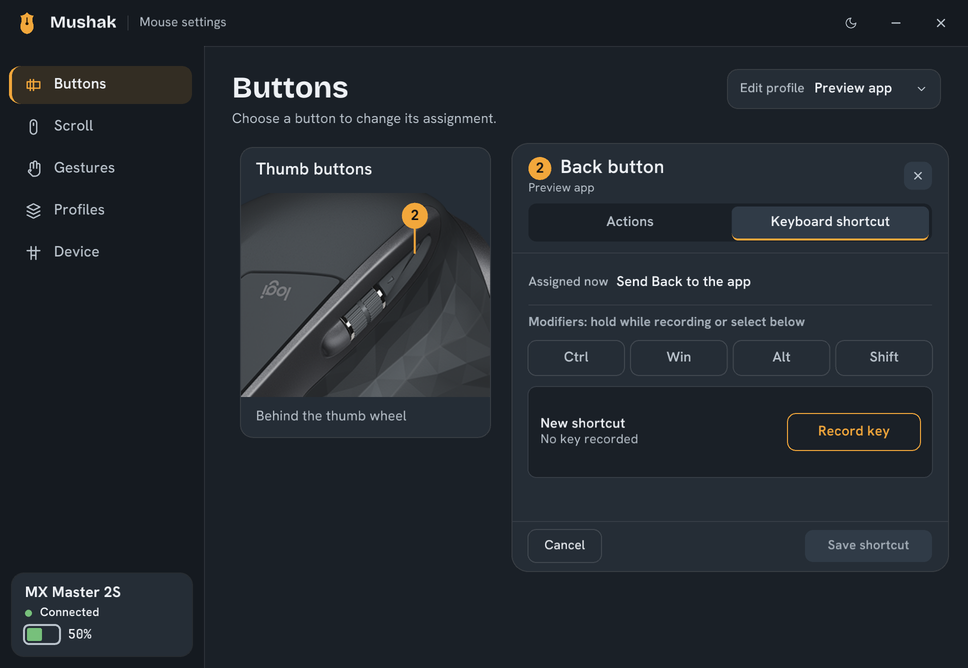 Mushak
Mouse settings
Buttons
Scroll
Gestures
Profiles
Device
MX Master 2S
Connected
50%
Buttons
Choose a button to change its assignment.
Edit profile Preview app
Thumb buttons
2
logi
Behind the thumb wheel
2 Back button
Preview app
Actions
Keyboard shortcut
Assigned now Send Back to the app
Modifiers: hold while recording or select below
Ctrl
Win
Alt
Shift
New shortcut
No key recorded
Record key
Cancel
Save shortcut